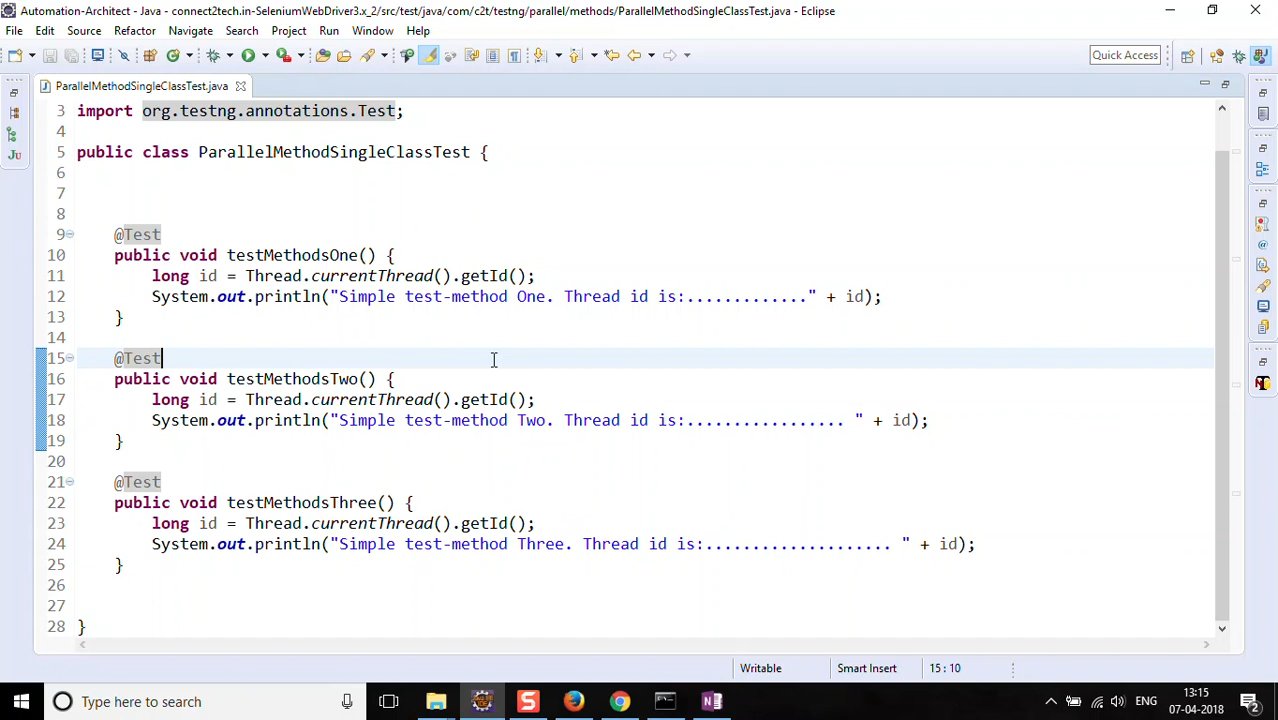 Automation-Architect - Java - connect2tech.in-SeleniumWebDriver3.x_2/src/test/java/com/c2t/testng/parallel/methods/ParallelMethodSingleClassTest.java - Eclipse
File Edit Source Refactor Navigate Search Project Run Window Help
Quick Access
ParallelMethodSingleClassTest.java
3 import org.testng.annotations.Test;
4
5 public class ParallelMethodSingleClassTest {
6
7
8
9 @Test
10 public void testMethodsOne() {
11 long id = Thread.currentThread().getId();
12 System.out.println("Simple test-method One. Thread id is:............." + id);
13 }
14
15 @Test
16 public void testMethodsTwo() {
17 long id = Thread.currentThread().getId();
18 System.out.println("Simple test-method Two. Thread id is:................. " + id);
19 }
20
21 @Test
22 public void testMethodsThree() {
23 long id = Thread.currentThread().getId();
24 System.out.println("Simple test-method Three. Thread id is:.................... " + id);
25 }
26
27
28 }
Writable Smart Insert 15 : 10
Type here to search
ENG
13:15
07-04-2018
2